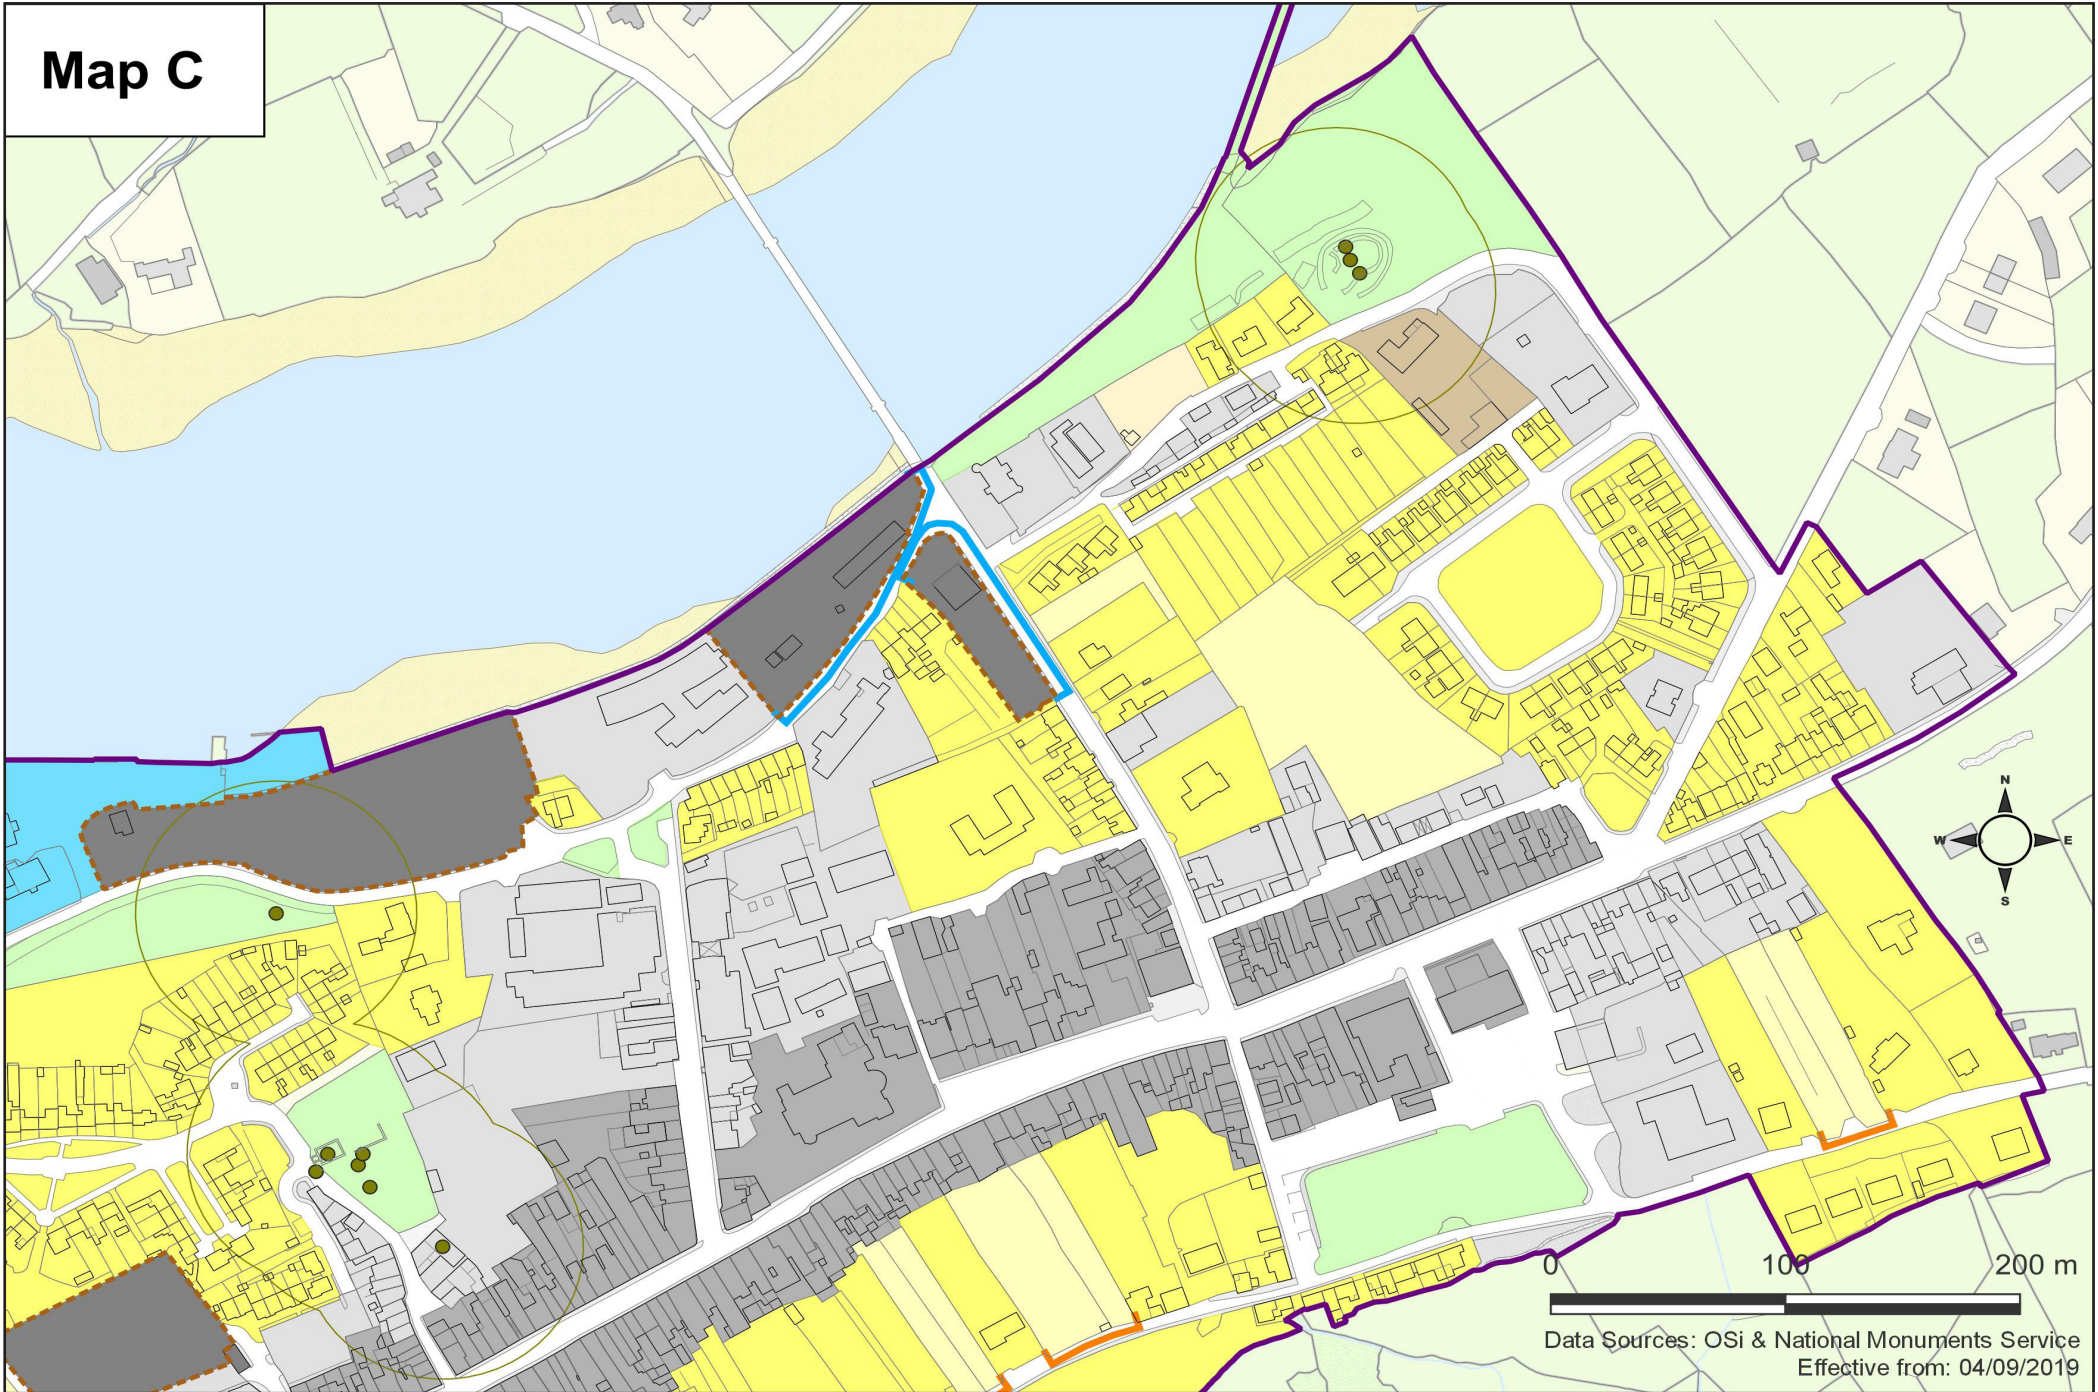 Map C
N
W E
S
0 100 200 m
Data Sources: OSi & National Monuments Service
Effective from: 04/09/2019